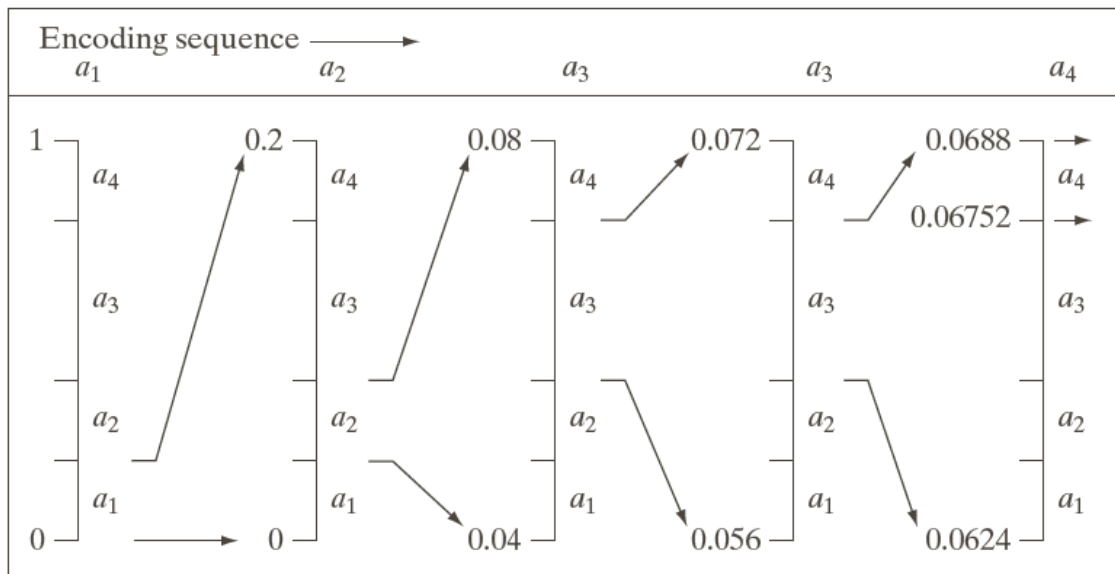 Encoding sequence
a₁ a₂ a₃ a₃ a₄
1 0.2 0.08 0.072 0.0688
a₄ a₄ a₄ a₄ a₄
0.06752
a₃ a₃ a₃ a₃ a₃
a₂ a₂ a₂ a₂ a₂
a₁ a₁ a₁ a₁ a₁
0 0 0.04 0.056 0.0624